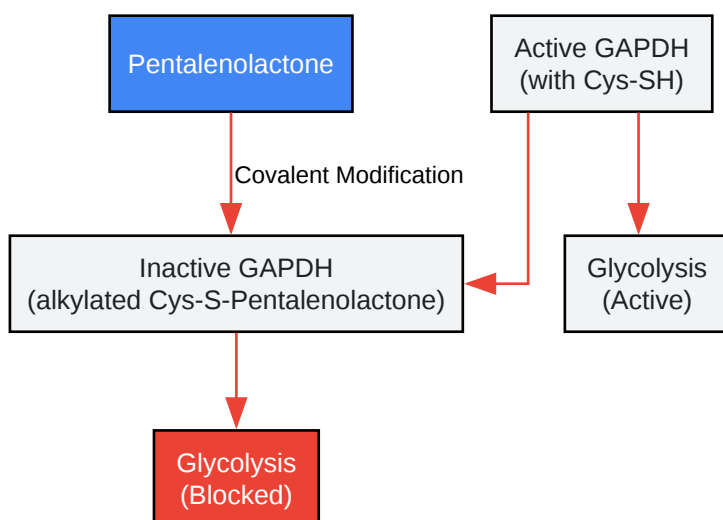 Pentalenolactone
Active GAPDH
(with Cys-SH)
Covalent Modification
Inactive GAPDH
(alkylated Cys-S-Pentalenolactone)
Glycolysis
(Active)
Glycolysis
(Blocked)